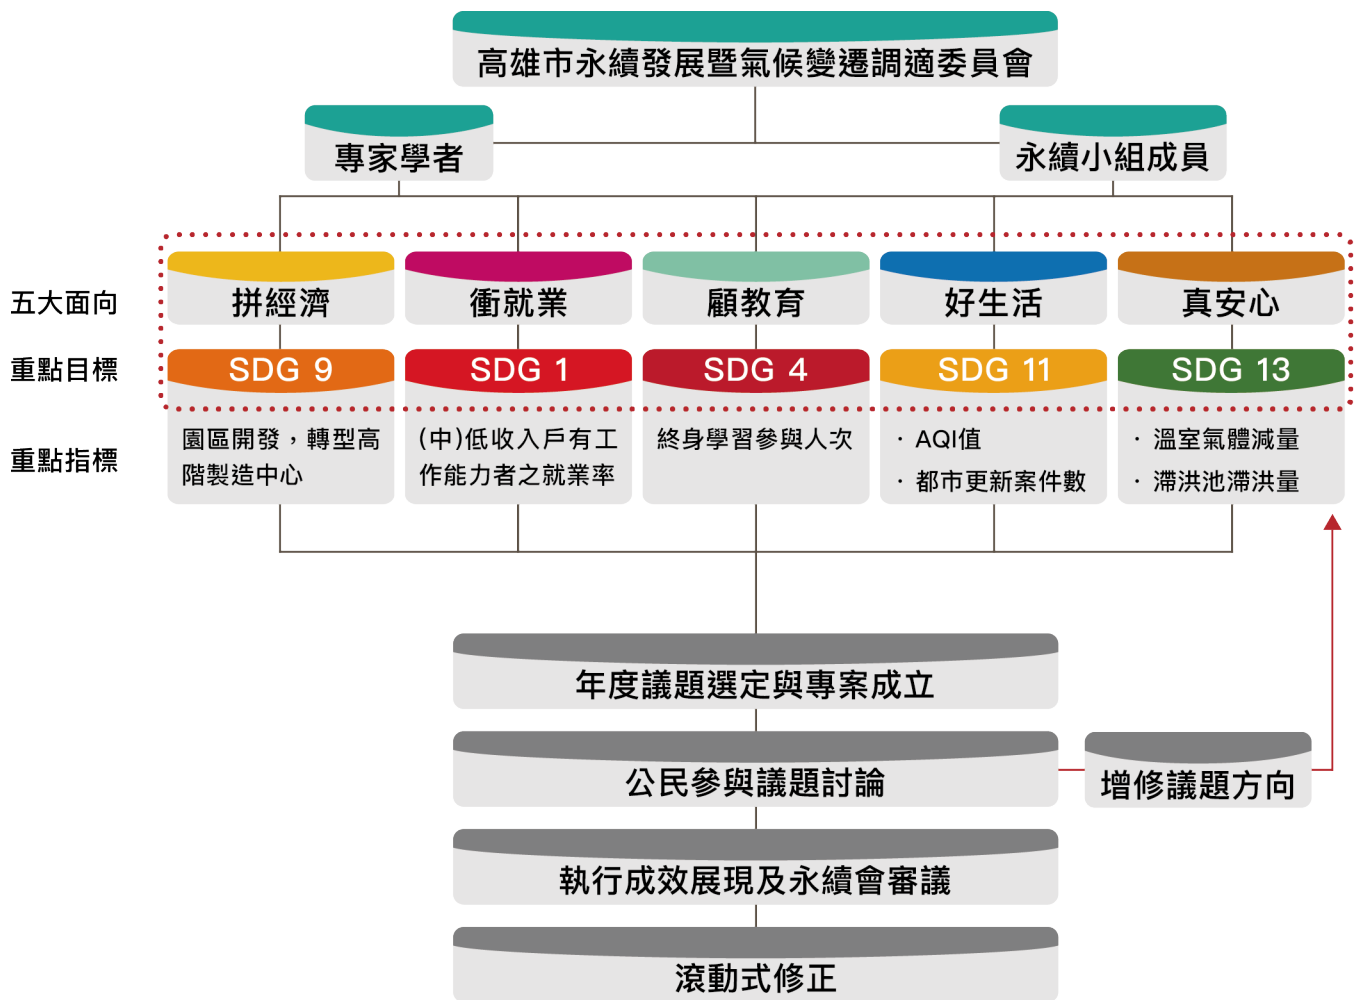 高雄市永續發展暨氣候變遷調適委員會
專家學者
永續小組成員
五大面向
拼經濟
衝就業
顧教育
好生活
真安心
重點目標
SDG 9
SDG 1
SDG 4
SDG 11
SDG 13
重點指標
園區開發，轉型高
階製造中心
(中)低收入戶有工
作能力者之就業率
終身學習參與人次
· AQI值
· 都市更新案件數
· 溫室氣體減量
· 滯洪池滯洪量
年度議題選定與專案成立
公民參與議題討論
增修議題方向
執行成效展現及永續會審議
滾動式修正